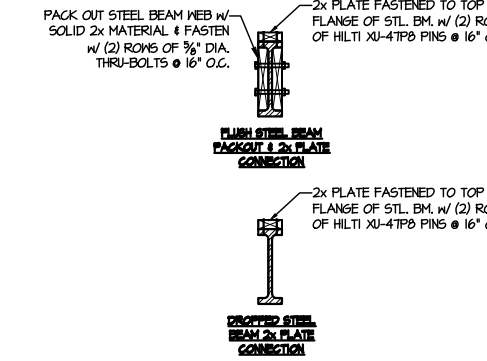 PACK OUT STEEL BEAM WEB W/
SOLID 2x MATERIAL & FASTEN
W/ (2) ROWS OF 5/8" DIA.
THRU-BOLTS @ 16" O.C.
2x PLATE FASTENED TO TOP
FLANGE OF STL. BM. W/ (2)
OF HILTI XU-47P8 PINS @ 16"
FLUSH STEEL BEAM
PACKOUT & 2x PLATE
CONNECTION
2x PLATE FASTENED TO TOP
FLANGE OF STL. BM. W/ (2)
OF HILTI XU-47P8 PINS @ 16"
DROPPED STEEL
BEAM 2x PLATE
CONNECTION